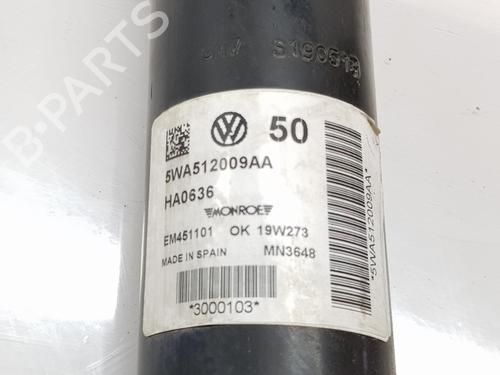 50
5WA512009AA
HA0636
MONROE
EM451101 OK 19W273
MADE IN SPAIN MN3648
*3000103*
*5WA512009AA*
B-PARTS